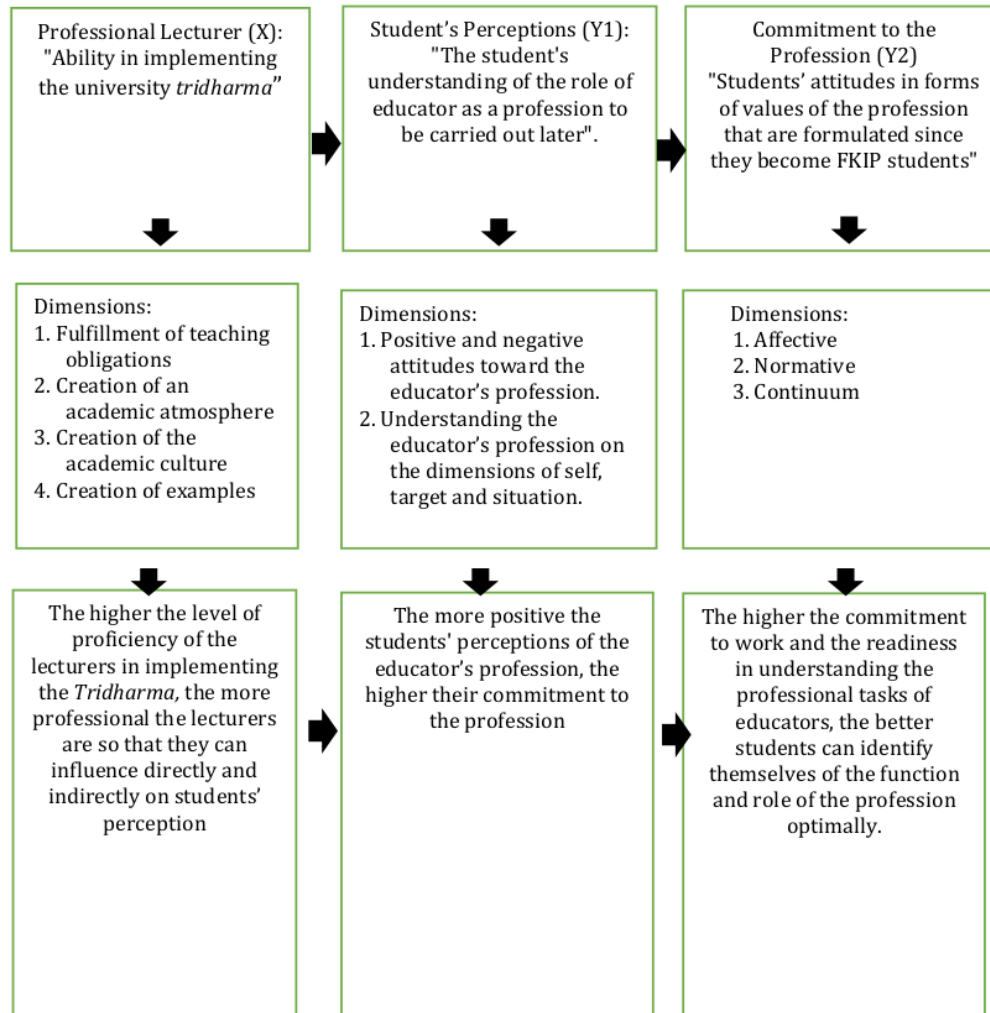 Professional Lecturer (X):
"Ability in implementing
the university tridharma”
Student's Perceptions (Y1):
"The student's
understanding of the role of
educator as a profession to
be carried out later".
Commitment to the
Profession (Y2)
"Students’ attitudes in forms
of values of the profession
that are formulated since
they become FKIP students"
Dimensions:
1. Fulfillment of teaching
obligations
2. Creation of an
academic atmosphere
3. Creation of the
academic culture
4. Creation of examples
Dimensions:
1. Positive and negative
attitudes toward the
educator’s profession.
2. Understanding the
educator’s profession on
the dimensions of self,
target and situation.
Dimensions:
1. Affective
2. Normative
3. Continuum
The higher the level of
proficiency of the
lecturers in implementing
the Tridharma, the more
professional the lecturers
are so that they can
influence directly and
indirectly on students’
perception
The more positive the
students' perceptions of the
educator’s profession, the
higher their commitment to
the profession
The higher the commitment
to work and the readiness
in understanding the
professional tasks of
educators, the better
students can identify
themselves of the function
and role of the profession
optimally.